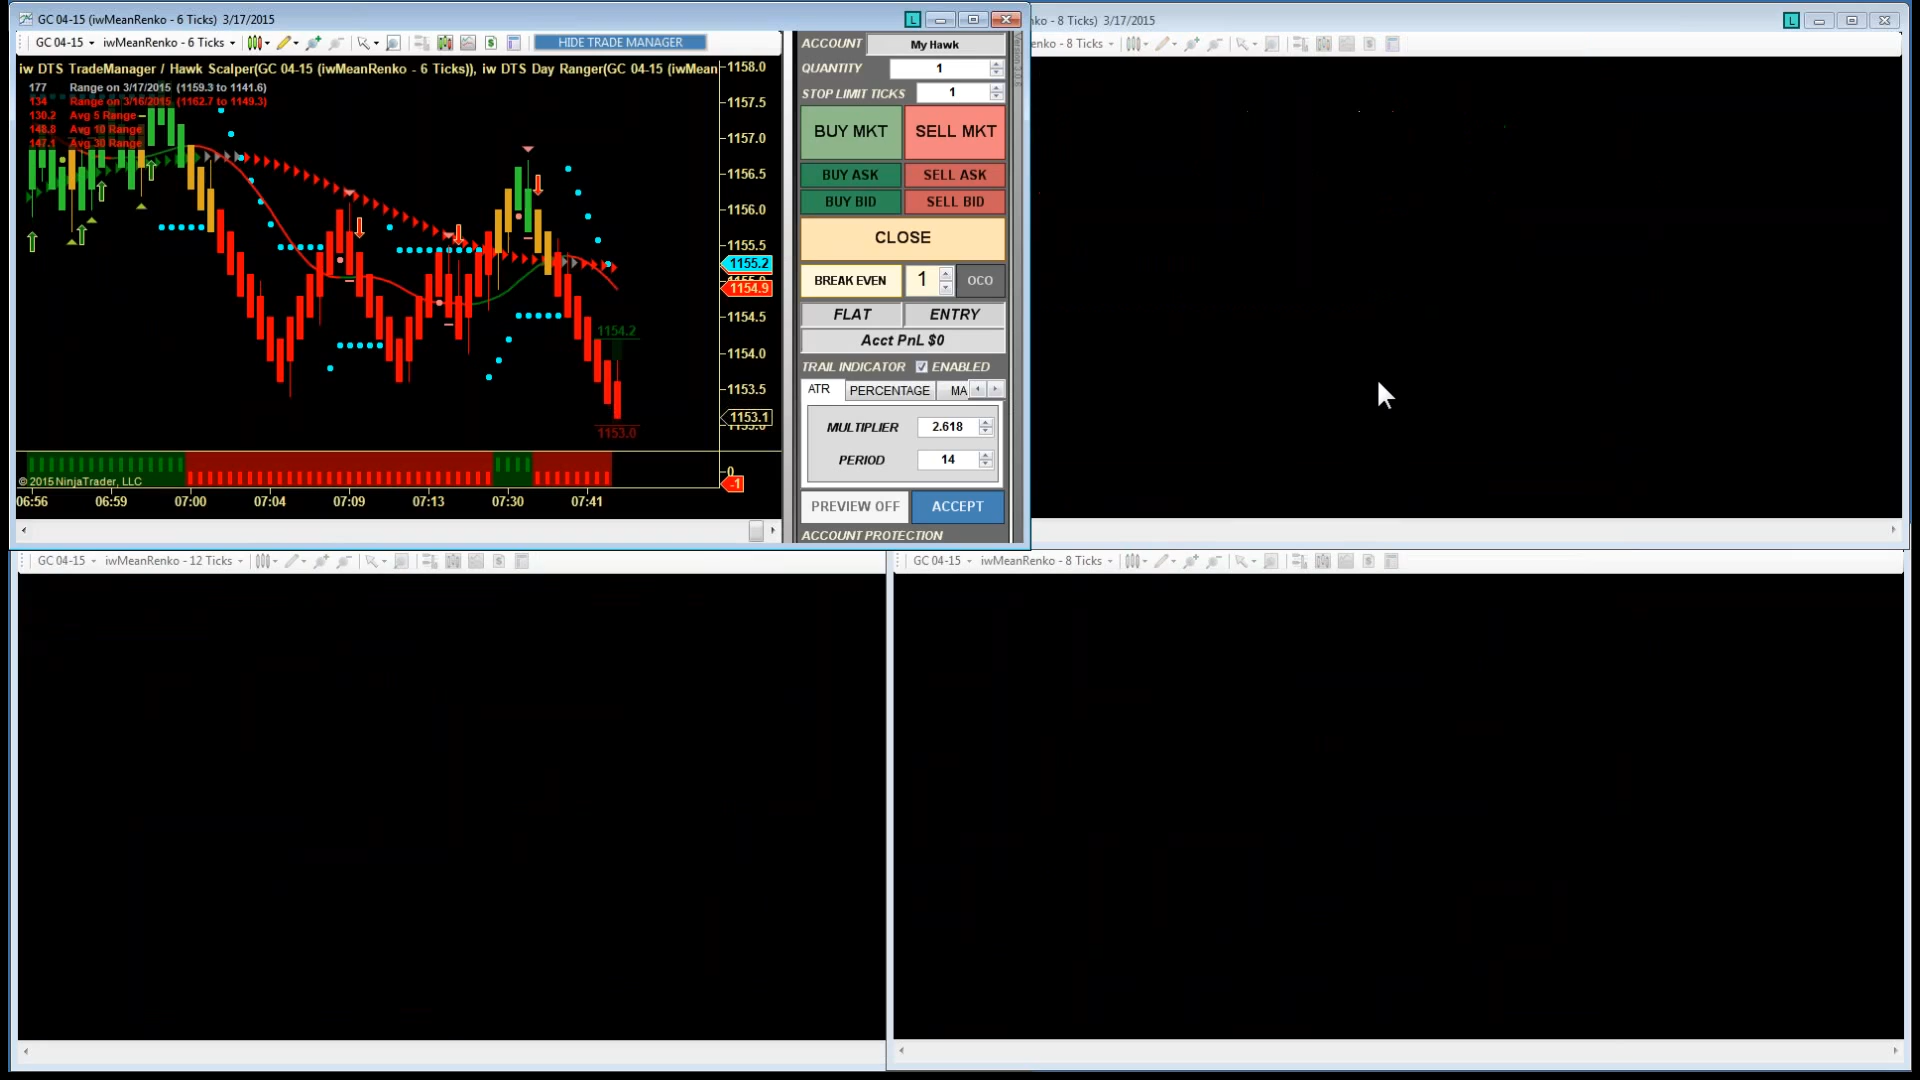 GC 04-15 (iwMeanRenko - 6 Ticks) 3/17/2015
L
ko - 8 Ticks) 3/17/2015
L
GC 04-15 iwMeanRenko - 6 Ticks
HIDE TRADE MANAGER
enko - 8 Ticks
iw DTS TradeManager / Hawk Scalper(GC 04-15 (iwMeanRenko - 6 Ticks)), iw DTS Day Ranger(GC 04-15 (iwMean
177 Range on 3/17/2015 (1159.3 to 1141.6)
134 Range on 3/16/2015 (1162.7 to 1149.3)
130.2 Avg 5 Range
148.8 Avg 10 Range
147.1 Avg 30 Range
1158.0
1157.5
1157.0
1156.5
1156.0
1155.5
1155.2
1154.9
1154.5
1154.0
1153.5
1153.1
1154.2
1153.0
0
-1
© 2015 NinjaTrader, LLC
06:56 06:59 07:00 07:04 07:09 07:13 07:30 07:41
ACCOUNT My Hawk
QUANTITY 1
STOP LIMIT TICKS 1
BUY MKT SELL MKT
BUY ASK SELL ASK
BUY BID SELL BID
CLOSE
BREAK EVEN 1 OCO
FLAT ENTRY
Acct PnL $0
TRAIL INDICATOR ENABLED
ATR PERCENTAGE MA
MULTIPLIER 2.618
PERIOD 14
PREVIEW OFF ACCEPT
ACCOUNT PROTECTION
GC 04-15 iwMeanRenko - 12 Ticks
GC 04-15 iwMeanRenko - 8 Ticks